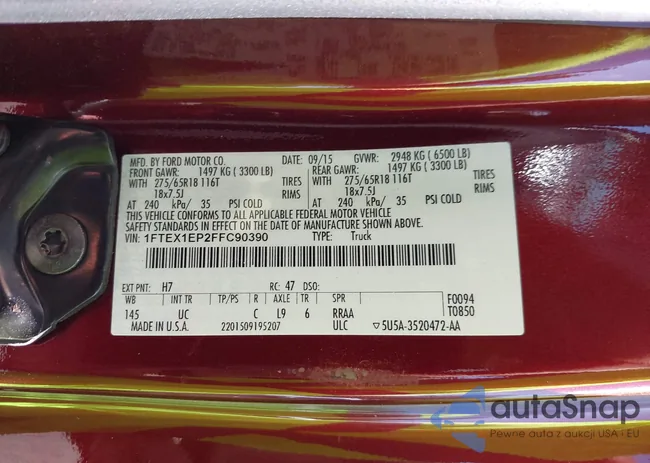 MFD. BY FORD MOTOR CO. DATE: 09/15 GVWR: 2948 KG (6500 LB)
FRONT GAWR: 1497 KG (3300 LB) REAR GAWR: 1497 KG (3300 LB)
WITH 275/65R18 116T TIRES WITH 275/65R18 116T TIRES
18x7.5J RIMS 18x7.5J RIMS
AT 240 kPa/ 35 PSI COLD AT 240 kPa/ 35 PSI COLD
THIS VEHICLE CONFORMS TO ALL APPLICABLE FEDERAL MOTOR VEHICLE
SAFETY STANDARDS IN EFFECT ON THE DATE OF MANUFACTURE SHOWN ABOVE.
VIN: 1FTEX1EP2FFC90390 TYPE: Truck
EXT PNT: H7 RC: 47 DSO: F0094
WB INT TR TP/PS R AXLE TR SPR T0850
145 UC C L9 6 RRAA
MADE IN U.S.A. 2201509195207 ULC ▽5U5A-3520472-AA
autoSnap
Pewne auto z aukcji USA i EU